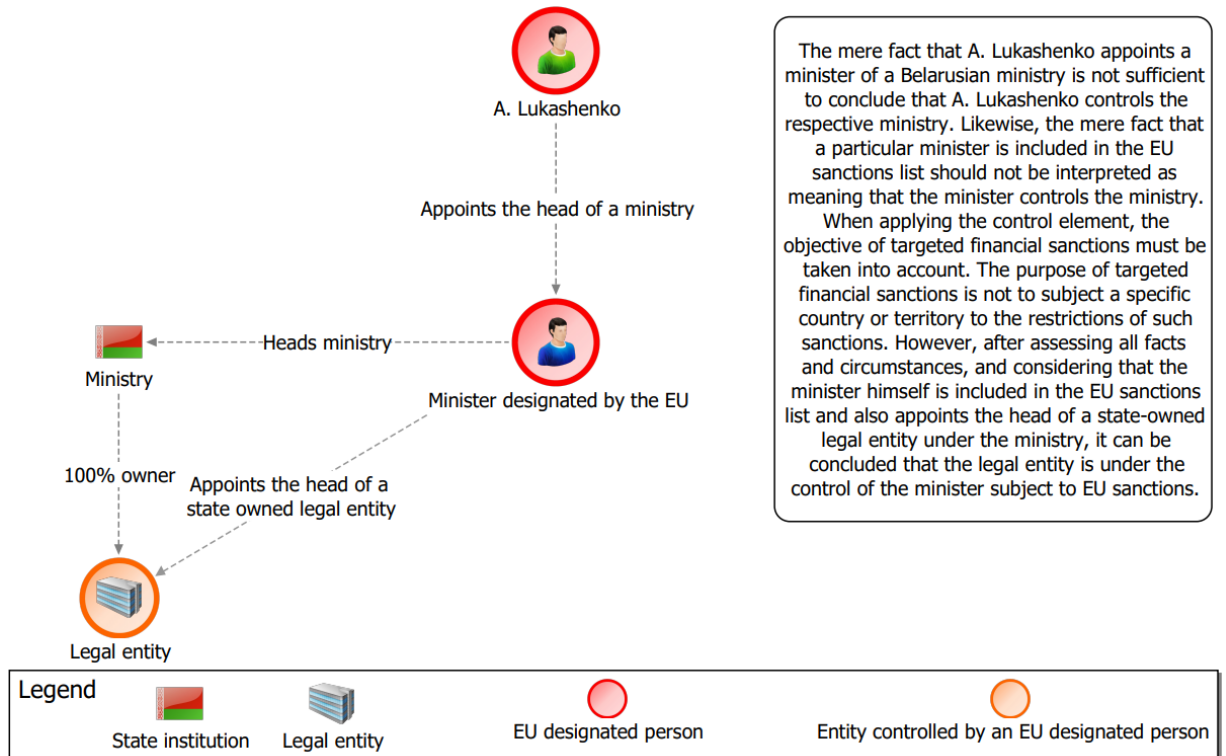 A. Lukashenko
Appoints the head of a ministry
Heads ministry
Ministry
Minister designated by the EU
100% owner
Appoints the head of a
state owned legal entity
Legal entity
The mere fact that A. Lukashenko appoints a
minister of a Belarusian ministry is not sufficient
to conclude that A. Lukashenko controls the
respective ministry. Likewise, the mere fact that
a particular minister is included in the EU
sanctions list should not be interpreted as
meaning that the minister controls the ministry.
When applying the control element, the
objective of targeted financial sanctions must be
taken into account. The purpose of targeted
financial sanctions is not to subject a specific
country or territory to the restrictions of such
sanctions. However, after assessing all facts
and circumstances, and considering that the
minister himself is included in the EU sanctions
list and also appoints the head of a state-owned
legal entity under the ministry, it can be
concluded that the legal entity is under the
control of the minister subject to EU sanctions.
Legend
State institution
Legal entity
EU designated person
Entity controlled by an EU designated person